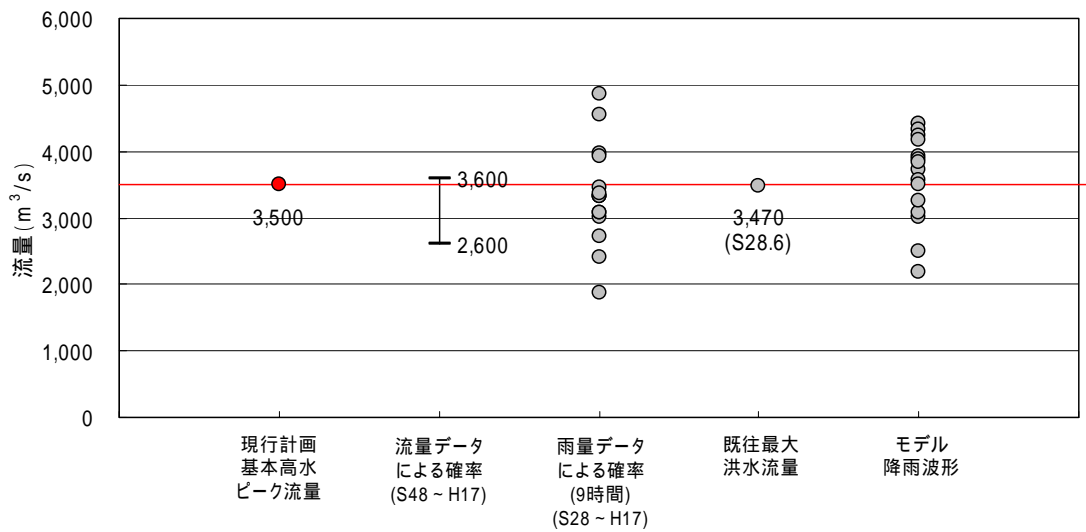 6,000
5,000
4,000
3,000
2,000
1,000
0
流量(m³/s)
3,500
3,600
2,600
3,470
(S28.6)
現行計画
基本高水
ピーク流量
流量データ
による確率
(S48～H17)
雨量データ
による確率
(9時間)
(S28～H17)
既往最大
洪水流量
モデル
降雨波形